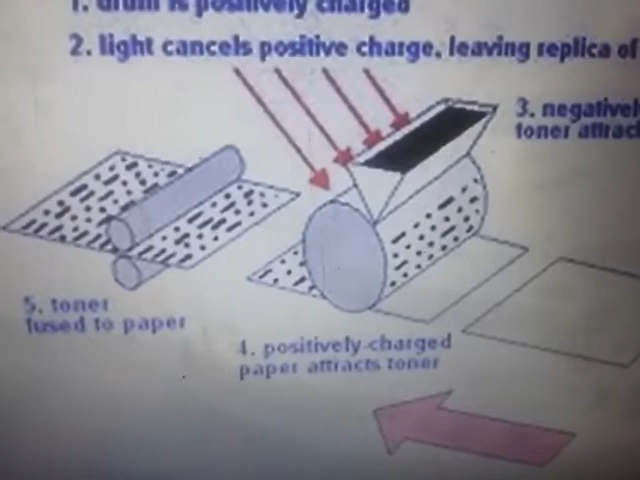 1. drum is positively charged
2. light cancels positive charge, leaving replica of
3. negativel
toner attrac
5. toner
fused to paper
4. positively-charged
paper attracts toner